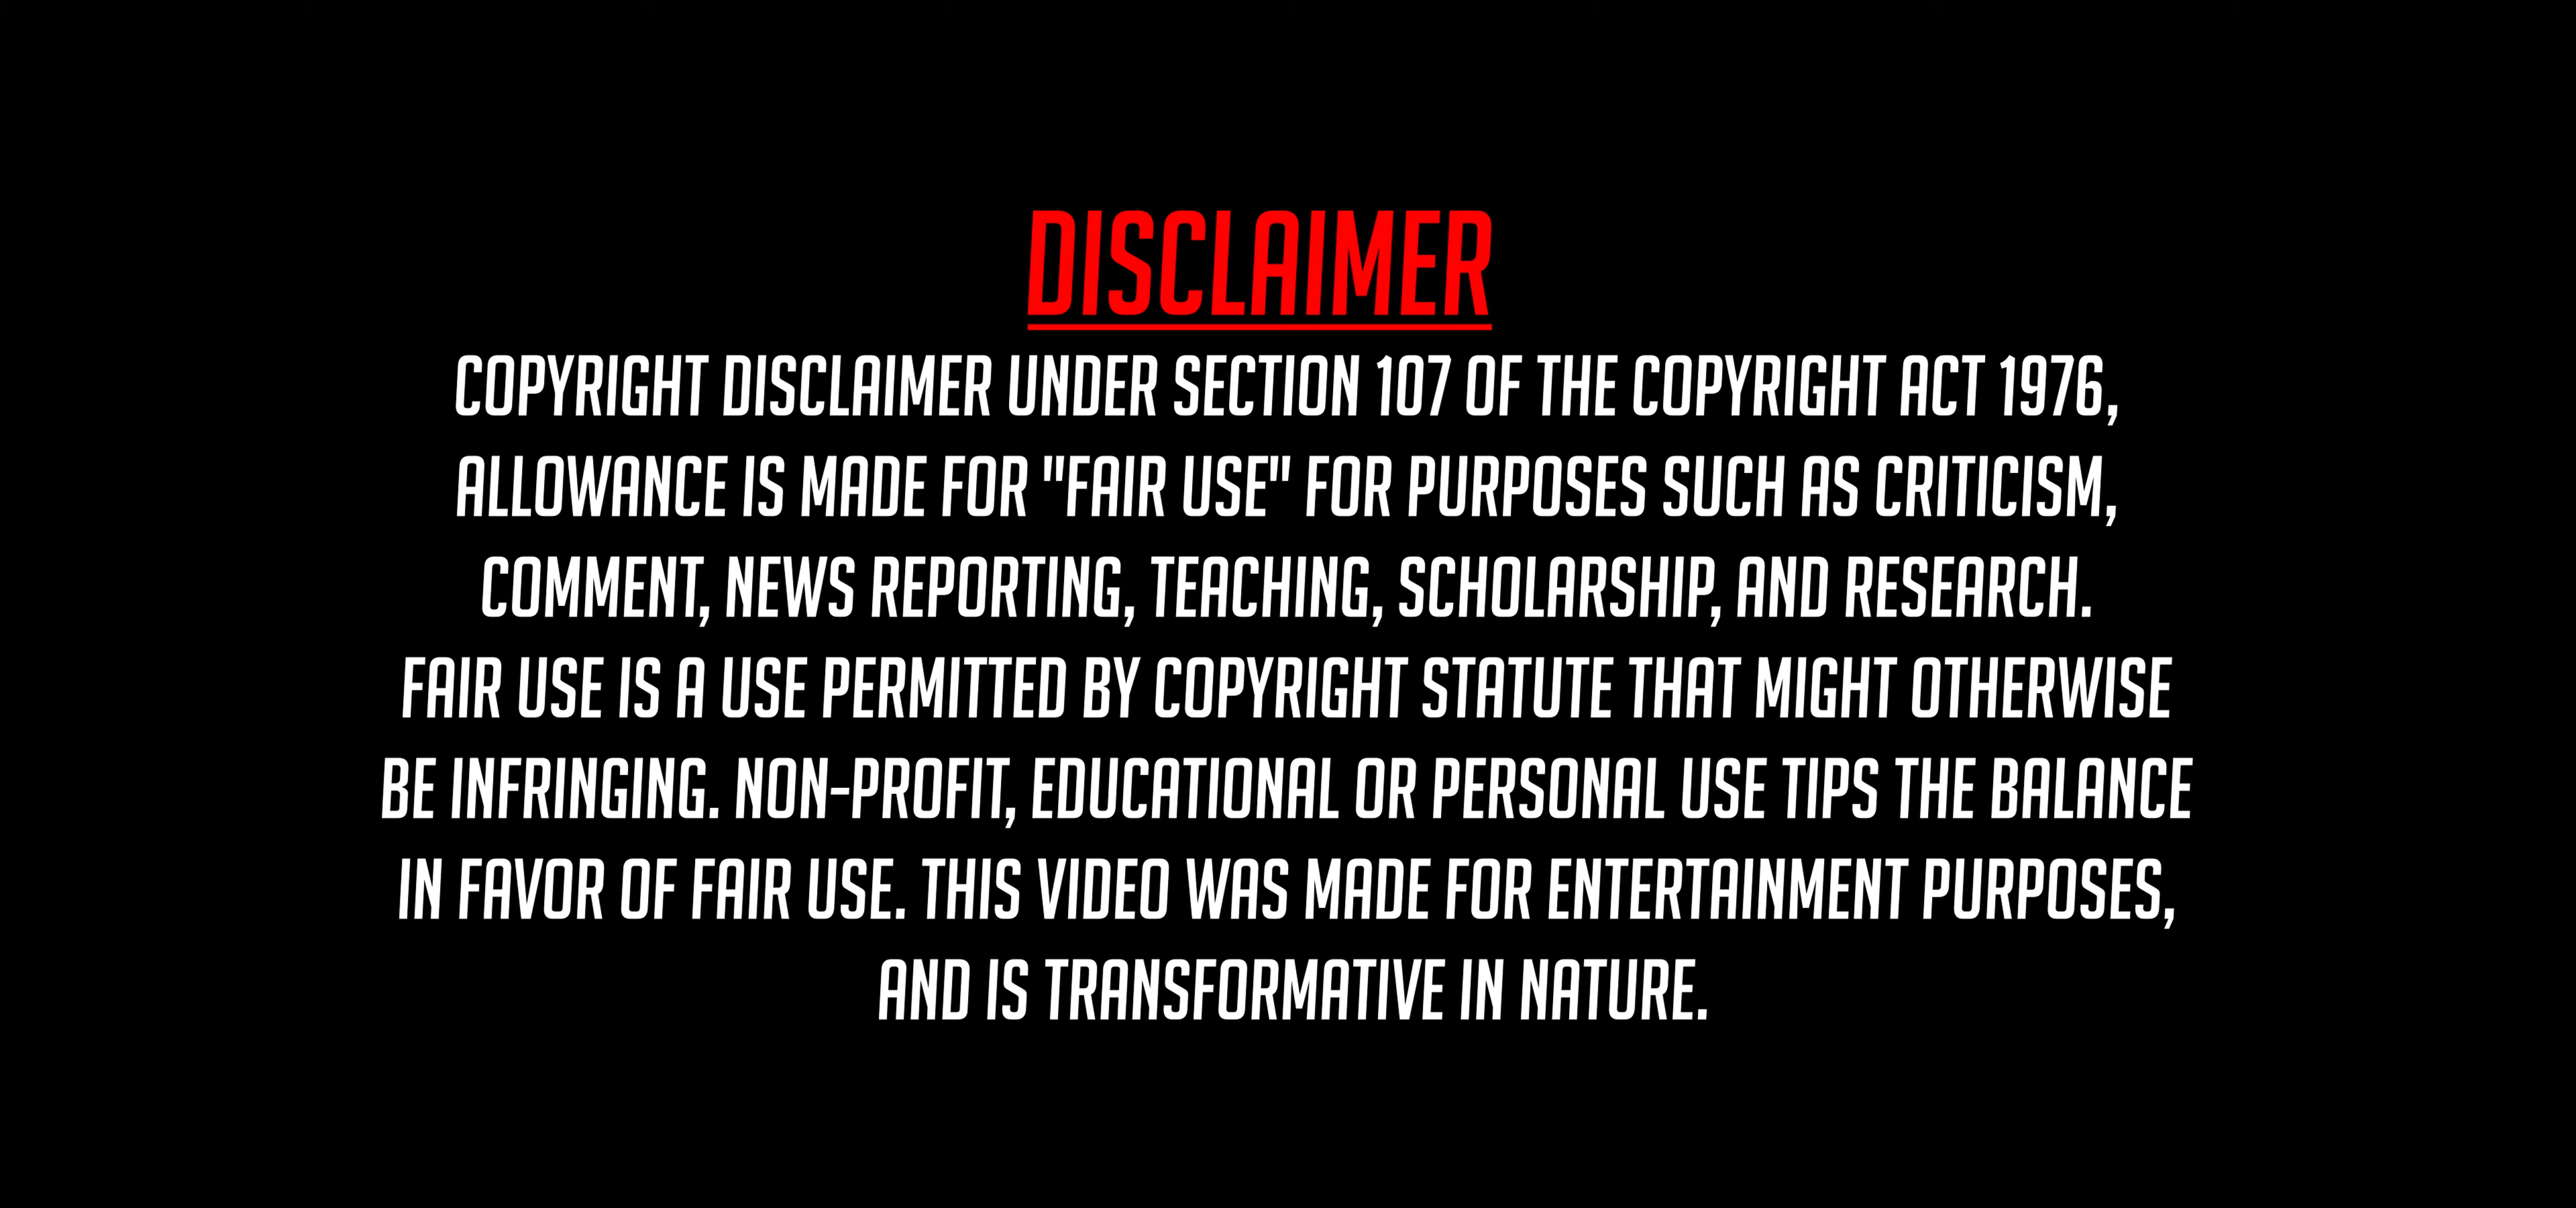 DISCLAIMER
COPYRIGHT DISCLAIMER UNDER SECTION 107 OF THE COPYRIGHT ACT 1976,
ALLOWANCE IS MADE FOR "FAIR USE" FOR PURPOSES SUCH AS CRITICISM,
COMMENT, NEWS REPORTING, TEACHING, SCHOLARSHIP, AND RESEARCH.
FAIR USE IS A USE PERMITTED BY COPYRIGHT STATUTE THAT MIGHT OTHERWISE
BE INFRINGING. NON-PROFIT, EDUCATIONAL OR PERSONAL USE TIPS THE BALANCE
IN FAVOR OF FAIR USE. THIS VIDEO WAS MADE FOR ENTERTAINMENT PURPOSES,
AND IS TRANSFORMATIVE IN NATURE.